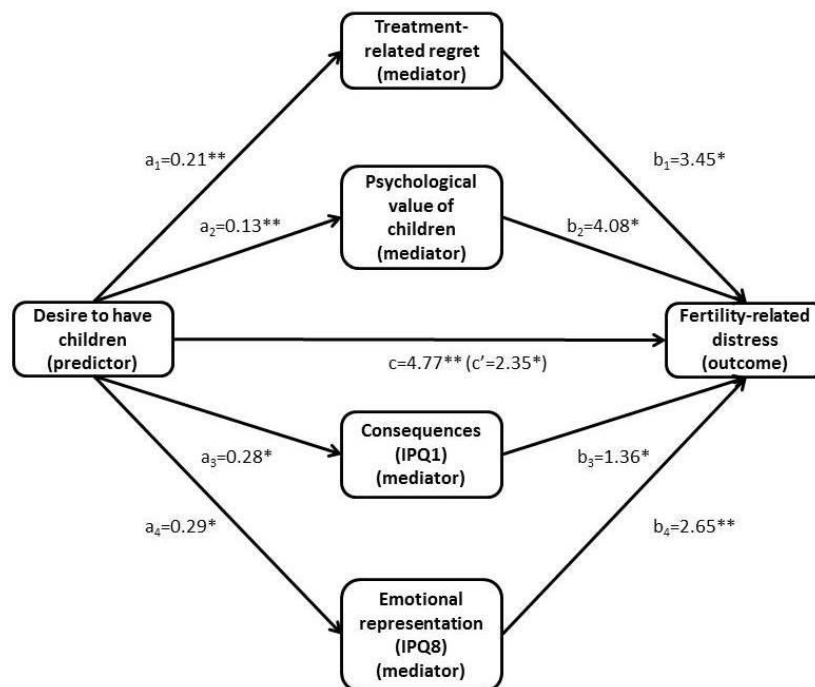 Treatment-
related regret
(mediator)
a₁=0.21**
b₁=3.45*
Psychological
value of
children
(mediator)
a₂=0.13**
b₂=4.08*
Desire to have
children
(predictor)
Fertility-related
distress
(outcome)
c=4.77** (c’=2.35*)
Consequences
(IPQ1)
(mediator)
a₃=0.28*
b₃=1.36*
a₄=0.29*
b₄=2.65**
Emotional
representation
(IPQ8)
(mediator)